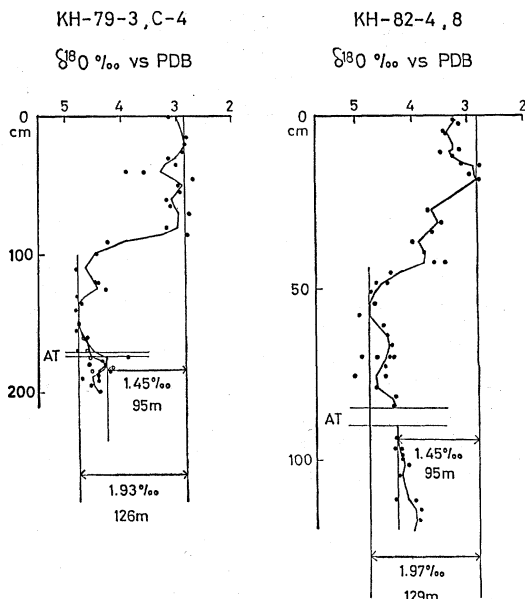 KH-79-3, C-4
δ18O ‰ vs PDB
5 4 3 2
0
cm
100
AT
200
1.45‰
95m
1.93‰
126m
KH-82-4, 8
δ18O ‰ vs PDB
5 4 3 2
0
cm
50
AT
100
1.45‰
95m
1.97‰
129m